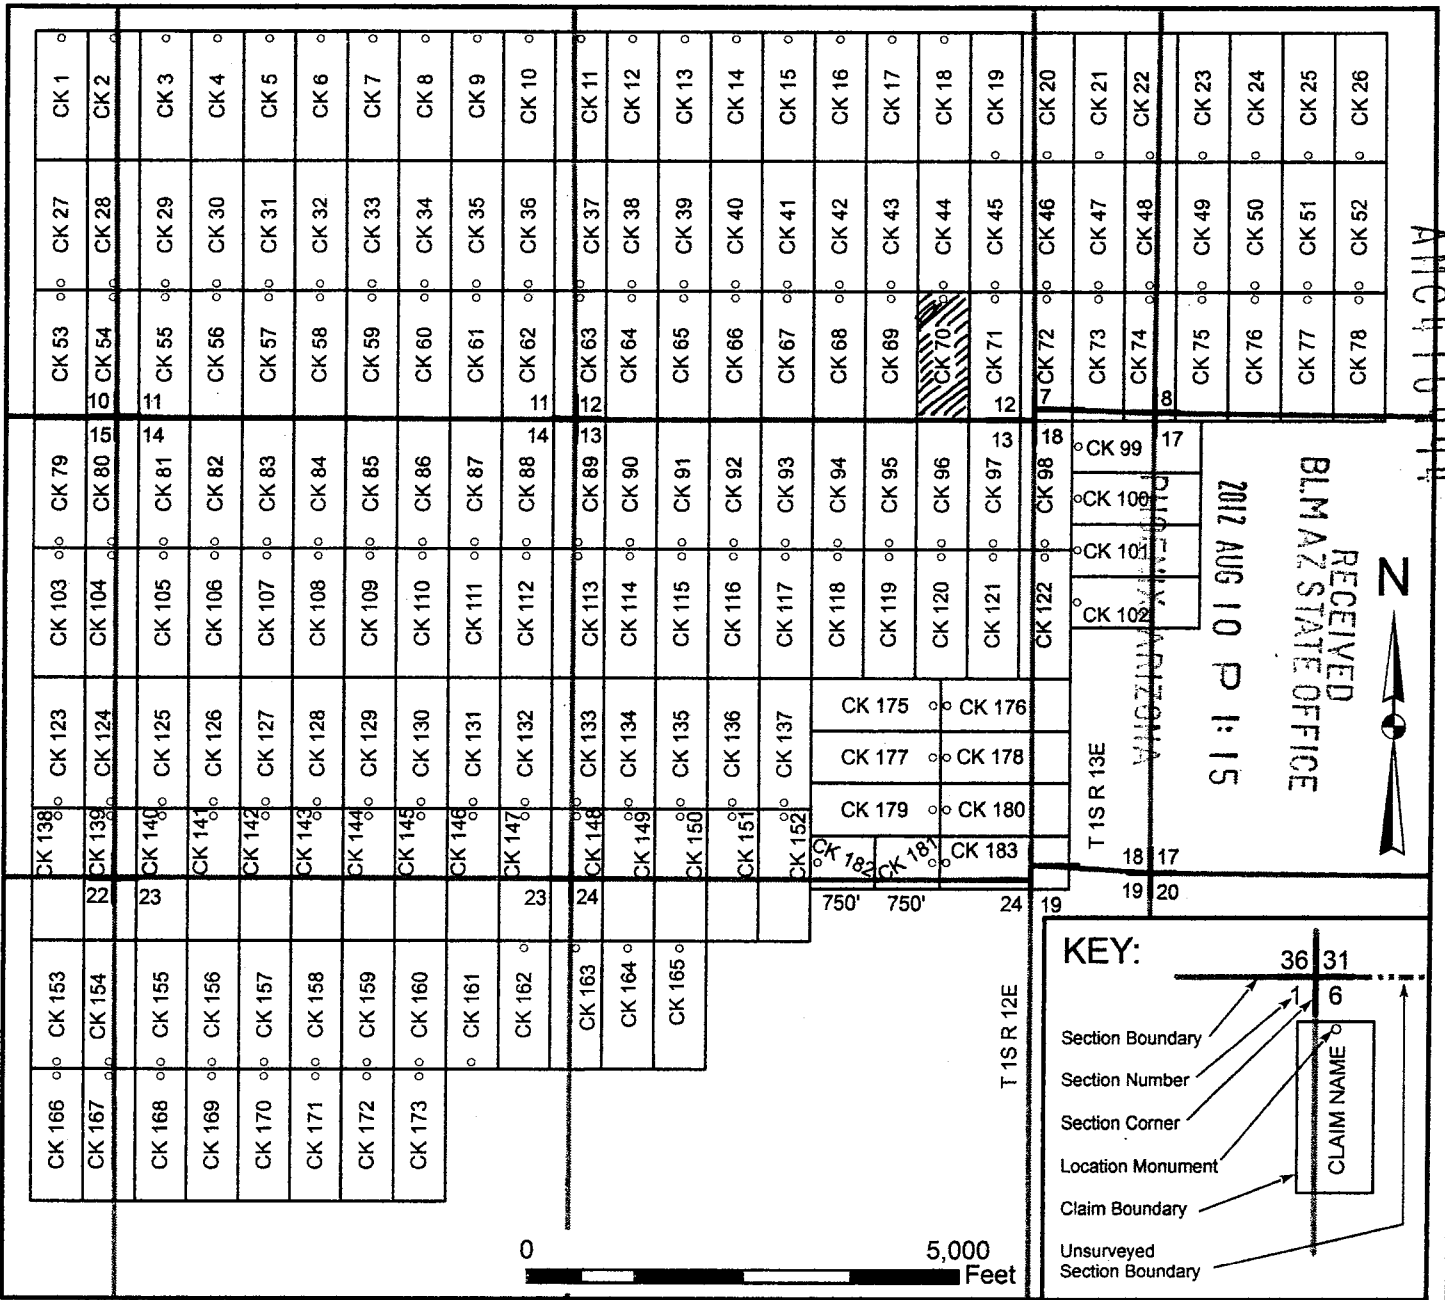 CK 1 CK 2 CK 3 CK 4 CK 5 CK 6 CK 7 CK 8 CK 9 CK 10 CK 11 CK 12 CK 13 CK 14 CK 15 CK 16 CK 17 CK 18 CK 19 CK 20 CK 21 CK 22 CK 23 CK 24 CK 25 CK 26
CK 27 CK 28 CK 29 CK 30 CK 31 CK 32 CK 33 CK 34 CK 35 CK 36 CK 37 CK 38 CK 39 CK 40 CK 41 CK 42 CK 43 CK 44 CK 45 CK 46 CK 47 CK 48 CK 49 CK 50 CK 51 CK 52
CK 53 CK 54 CK 55 CK 56 CK 57 CK 58 CK 59 CK 60 CK 61 CK 62 CK 63 CK 64 CK 65 CK 66 CK 67 CK 68 CK 69 CK 70 CK 71 CK 72 CK 73 CK 74 CK 75 CK 76 CK 77 CK 78
10 11 11 12 12 7 8
15 14 14 13 13 18 17
CK 79 CK 80 CK 81 CK 82 CK 83 CK 84 CK 85 CK 86 CK 87 CK 88 CK 89 CK 90 CK 91 CK 92 CK 93 CK 94 CK 95 CK 96 CK 97 CK 98
CK 99
CK 100
CK 101
CK 102
CK 103 CK 104 CK 105 CK 106 CK 107 CK 108 CK 109 CK 110 CK 111 CK 112 CK 113 CK 114 CK 115 CK 116 CK 117 CK 118 CK 119 CK 120 CK 121 CK 122
CK 123 CK 124 CK 125 CK 126 CK 127 CK 128 CK 129 CK 130 CK 131 CK 132 CK 133 CK 134 CK 135 CK 136 CK 137
CK 175 CK 176
CK 177 CK 178
CK 179 CK 180
CK 182 CK 181 CK 183
CK 138 CK 139 CK 140 CK 141 CK 142 CK 143 CK 144 CK 145 CK 146 CK 147 CK 148 CK 149 CK 150 CK 151 CK 152
18 17
22 23 23 24 750' 750' 24 19 19 20
CK 153 CK 154 CK 155 CK 156 CK 157 CK 158 CK 159 CK 160 CK 161 CK 162 CK 163 CK 164 CK 165
CK 166 CK 167 CK 168 CK 169 CK 170 CK 171 CK 172 CK 173
T 1S R 13E
T 1S R 12E
RECEIVED
BLM AZ STATE OFFICE
2012 AUG 10 P 1:15
PHOENIX, ARIZONA
N
KEY:
36 31
1 6
Section Boundary
Section Number
Section Corner
Location Monument
Claim Boundary
Unsurveyed
Section Boundary
CLAIM NAME
0 5,000
Feet